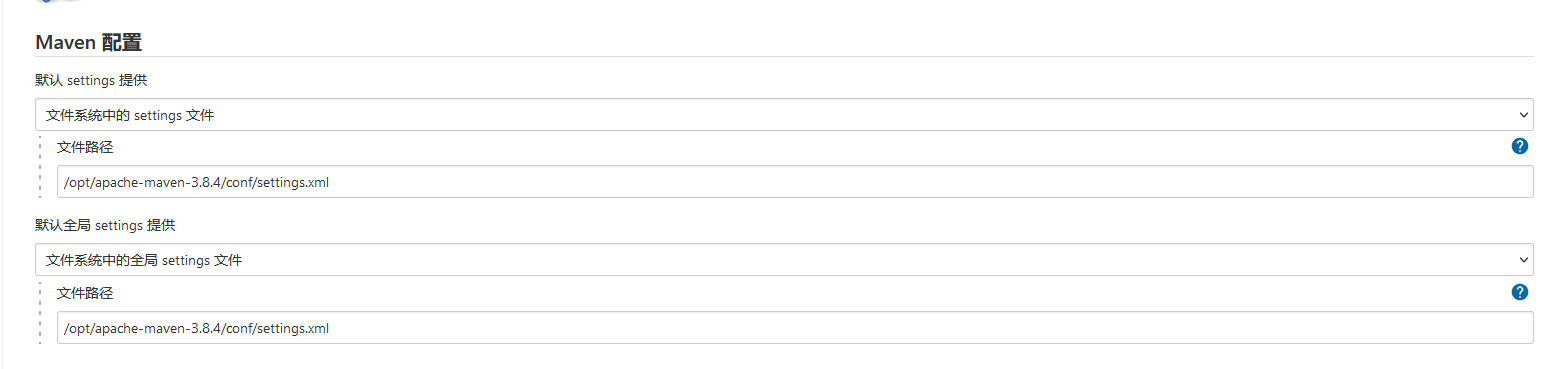 Maven 配置
默认 settings 提供
文件系统中的 settings 文件
文件路径
/opt/apache-maven-3.8.4/conf/settings.xml
默认全局 settings 提供
文件系统中的全局 settings 文件
文件路径
/opt/apache-maven-3.8.4/conf/settings.xml